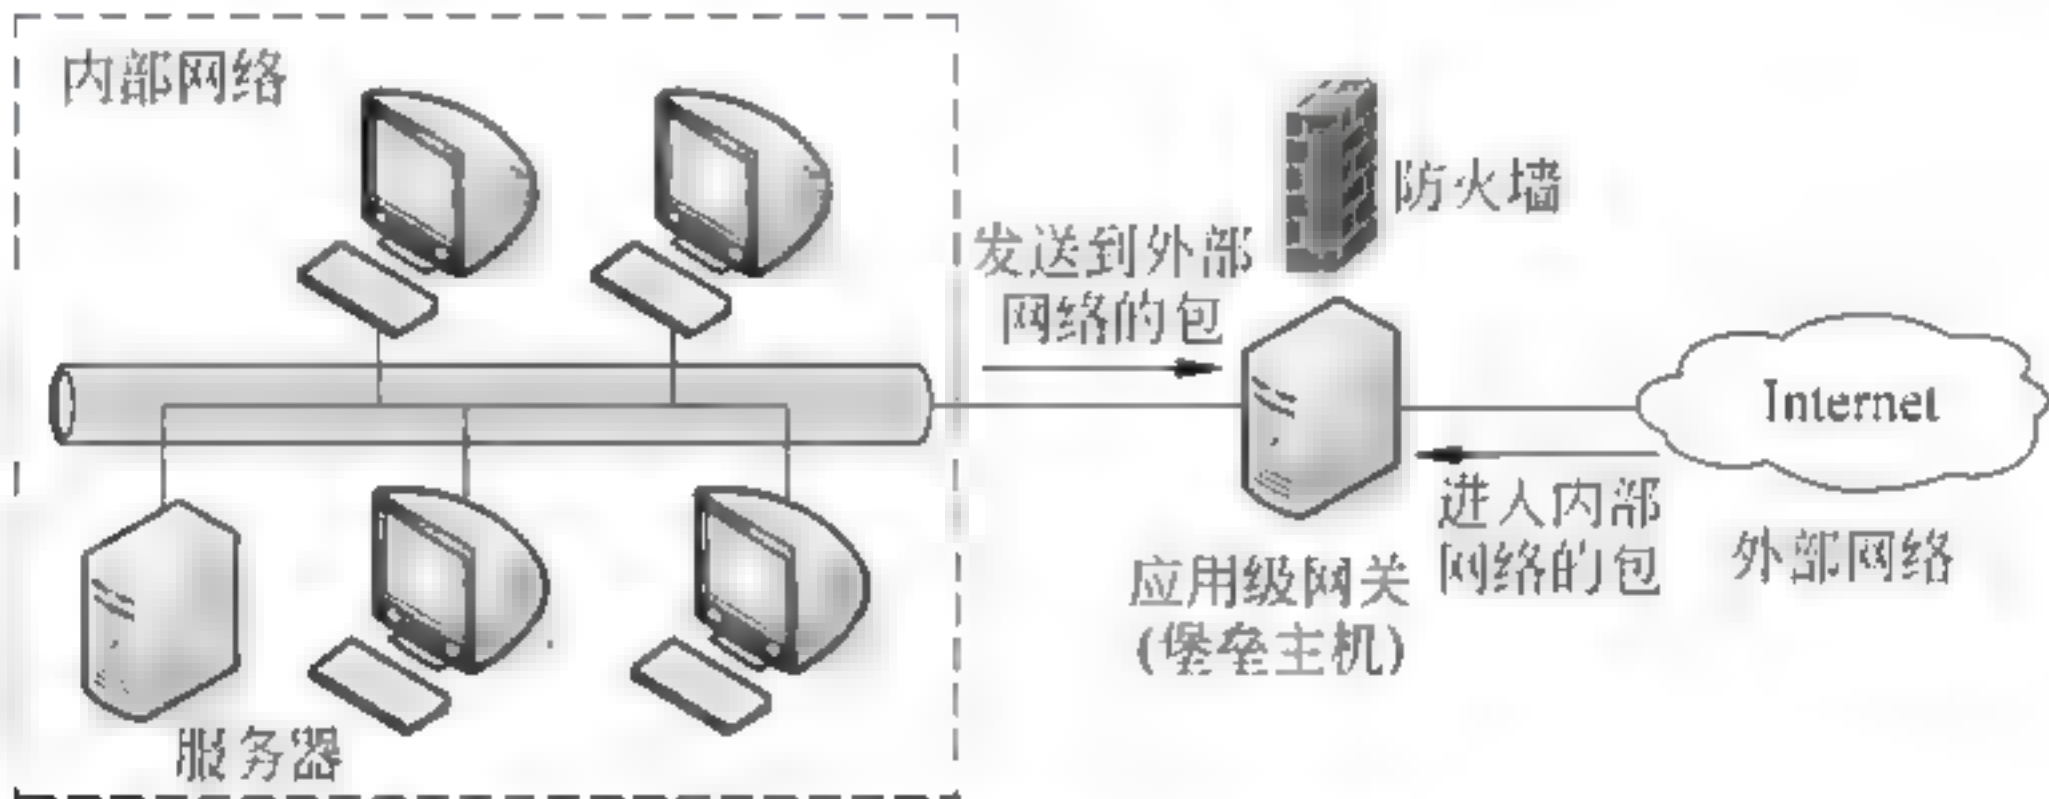 内部网络
防火墙
发送到外部
网络的包
Internet
进入内部
网络的包
外部网络
应用级网关
(堡垒主机)
服务器